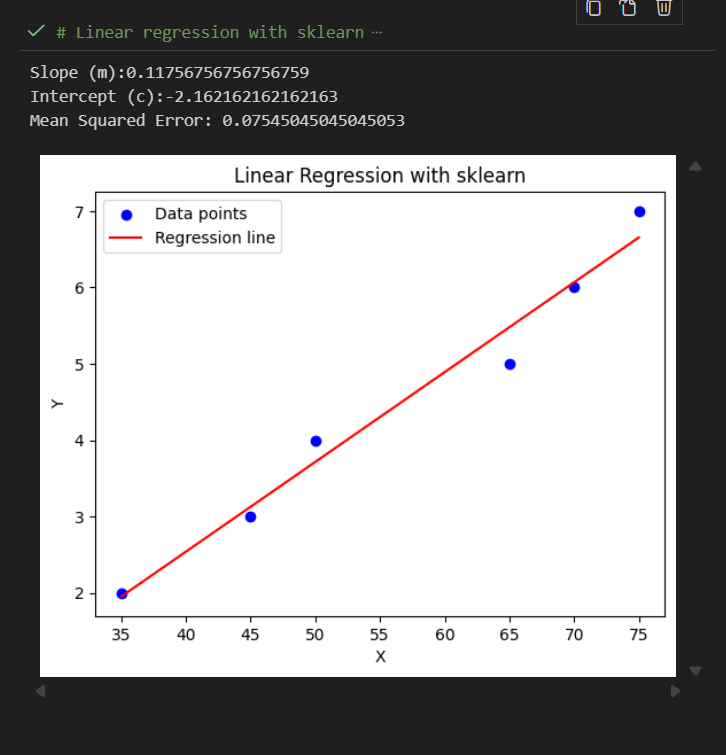 # Linear regression with sklearn ···
Slope (m):0.11756756756756759
Intercept (c):-2.162162162162163
Mean Squared Error: 0.07545045045045053
Linear Regression with sklearn
Data points
Regression line
7
6
5
4
3
2
Y
35 40 45 50 55 60 65 70 75
X